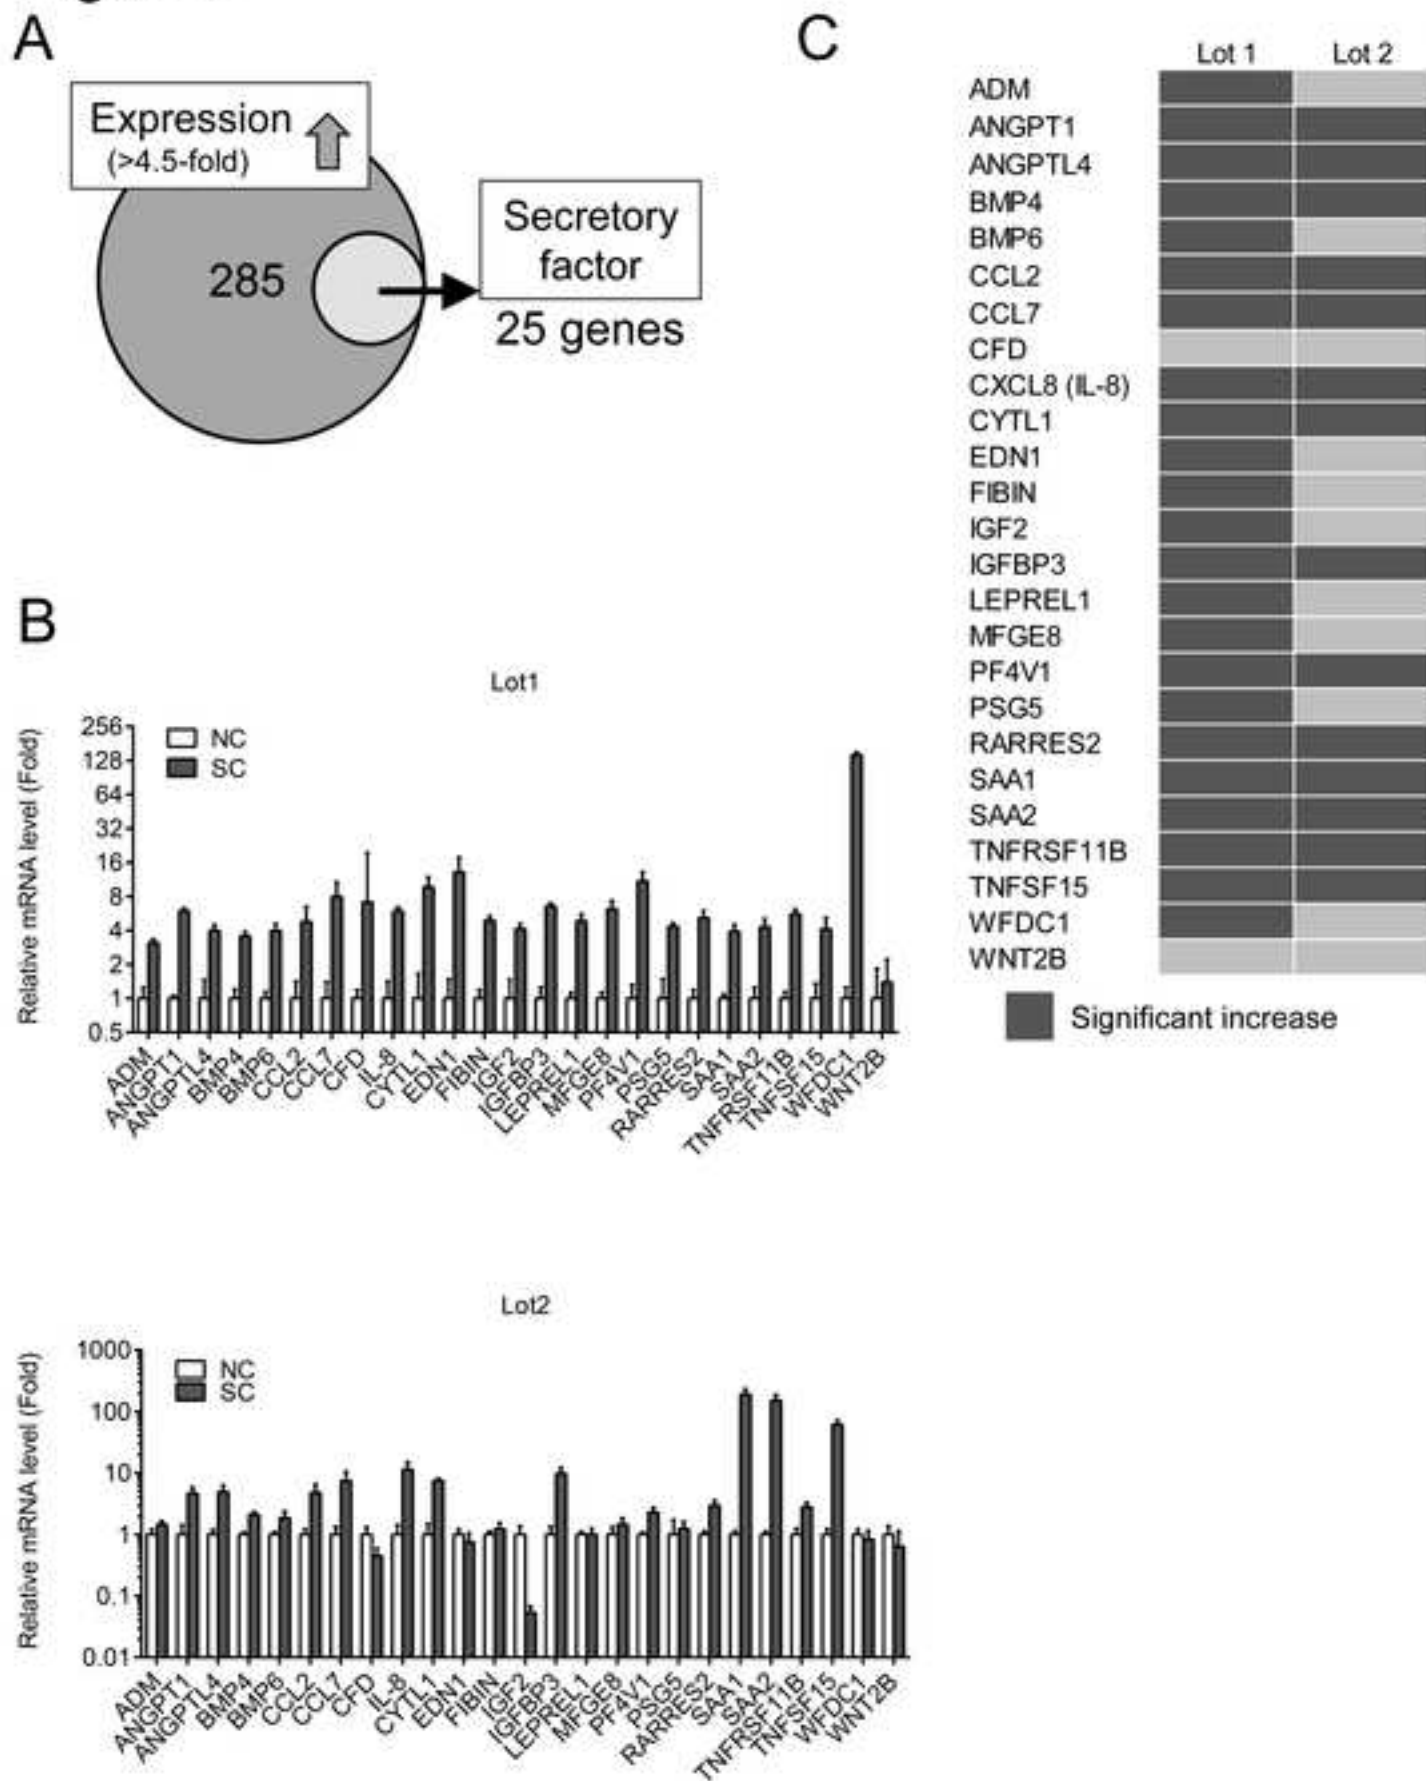 A
Expression
(>4.5-fold)
285
Secretory
factor
25 genes
B
Lot1
Relative mRNA level (Fold)
256
128
64
32
16
8
4
2
1
0.5
NC
SC
ADM
ANGPT1
ANGPTL4
BMP4
BMP6
CCL2
CCL7
CFD
IL-8
CYTL1
EDN1
FIBIN
IGF2
IGFBP3
LEPREL1
MFGE8
PF4V1
PSG5
RARRES2
SAA1
SAA2
TNFRSF11B
TNFSF15
WFDC1
WNT2B
Lot2
Relative mRNA level (Fold)
1000
100
10
1
0.1
0.01
NC
SC
ADM
ANGPT1
ANGPTL4
BMP4
BMP6
CCL2
CCL7
CFD
IL-8
CYTL1
EDN1
FIBIN
IGF2
IGFBP3
LEPREL1
MFGE8
PF4V1
PSG5
RARRES2
SAA1
SAA2
TNFRSF11B
TNFSF15
WFDC1
WNT2B
C
Lot 1 Lot 2
ADM
ANGPT1
ANGPTL4
BMP4
BMP6
CCL2
CCL7
CFD
CXCL8 (IL-8)
CYTL1
EDN1
FIBIN
IGF2
IGFBP3
LEPREL1
MFGE8
PF4V1
PSG5
RARRES2
SAA1
SAA2
TNFRSF11B
TNFSF15
WFDC1
WNT2B
Significant increase